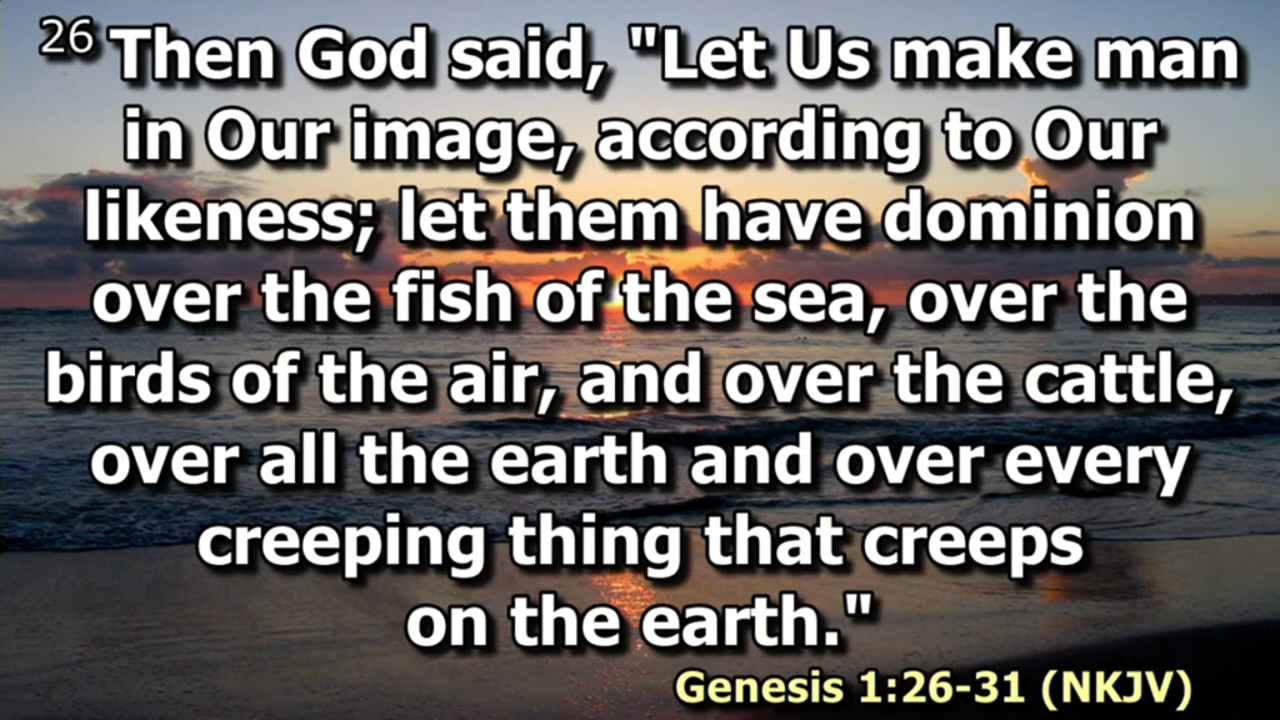 26 Then God said, "Let Us make man
in Our image, according to Our
likeness; let them have dominion
over the fish of the sea, over the
birds of the air, and over the cattle,
over all the earth and over every
creeping thing that creeps
on the earth."
Genesis 1:26-31 (NKJV)